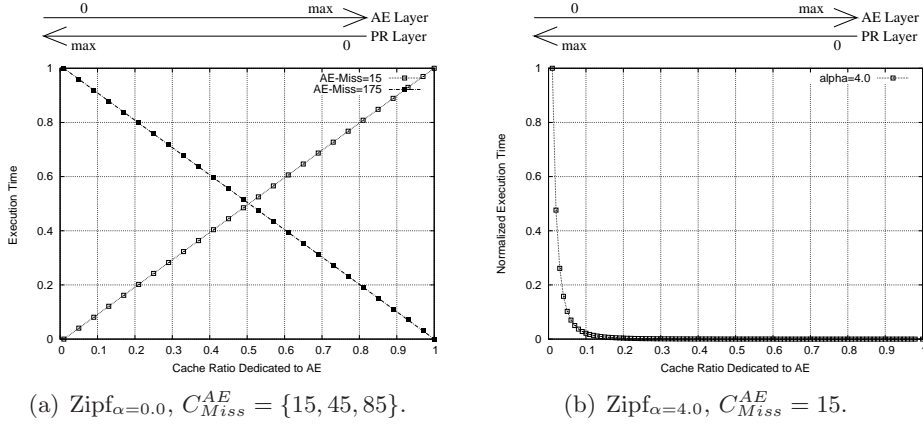 0 max
AE Layer
PR Layer
max 0
AE-Miss=15
AE-Miss=175
1
0.8
0.6
0.4
0.2
0
Execution Time
0 0.1 0.2 0.3 0.4 0.5 0.6 0.7 0.8 0.9 1
Cache Ratio Dedicated to AE
(a) Zipf_{α=0.0}, C^{AE}_{Miss} = {15, 45, 85}.
0 max
AE Layer
PR Layer
max 0
alpha=4.0
1
0.8
0.6
0.4
0.2
0
Normalized Execution Time
0 0.1 0.2 0.3 0.4 0.5 0.6 0.7 0.8 0.9 1
Cache Ratio Dedicated to AE
(b) Zipf_{α=4.0}, C^{AE}_{Miss} = 15.